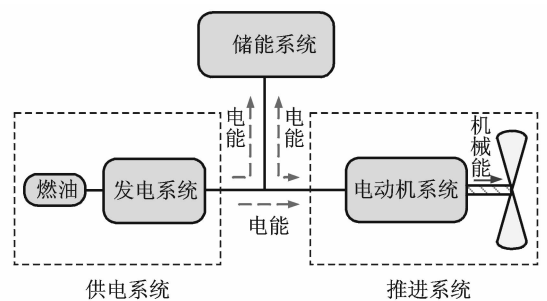 储能系统
电能
电能
机械能
燃油
发电系统
电动机系统
电能
供电系统
推进系统